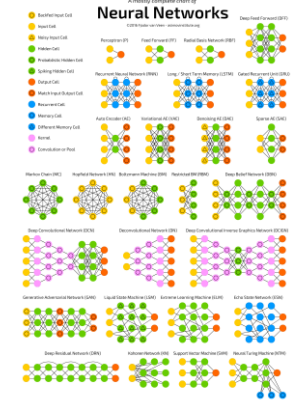 A mostly complete chart of
Neural Networks
Deep Feed Forward (DFF)
Backfed Input Cell
Input Cell
Noisy Input Cell
Hidden Cell
Probablistic Hidden Cell
Spiking Hidden Cell
Output Cell
Match Input Output Cell
Recurrent Cell
Memory Cell
Different Memory Cell
Kernel
Convolution or Pool
Perceptron (P)
Feed Forward (FF)
Radial Basis Network (RBF)
Recurrent Neural Network (RNN)
Long / Short Term Memory (LSTM)
Gated Recurrent Unit (GRU)
Auto Encoder (AE)
Variational AE (VAE)
Denoising AE (DAE)
Sparse AE (SAE)
Markov Chain (MC)
Hopfield Network (HN)
Boltzmann Machine (BM)
Restricted BM (RBM)
Deep Belief Network (DBN)
Deep Convolutional Network (DCN)
Deconvolutional Network (DN)
Deep Convolutional Inverse Graphics Network (DCIGN)
Generative Adversarial Network (GAN)
Liquid State Machine (LSM)
Extreme Learning Machine (ELM)
Echo State Network (ESN)
Deep Residual Network (DRN)
Kohonen Network (KN)
Support Vector Machine (SVM)
Neural Turing Machine (NTM)